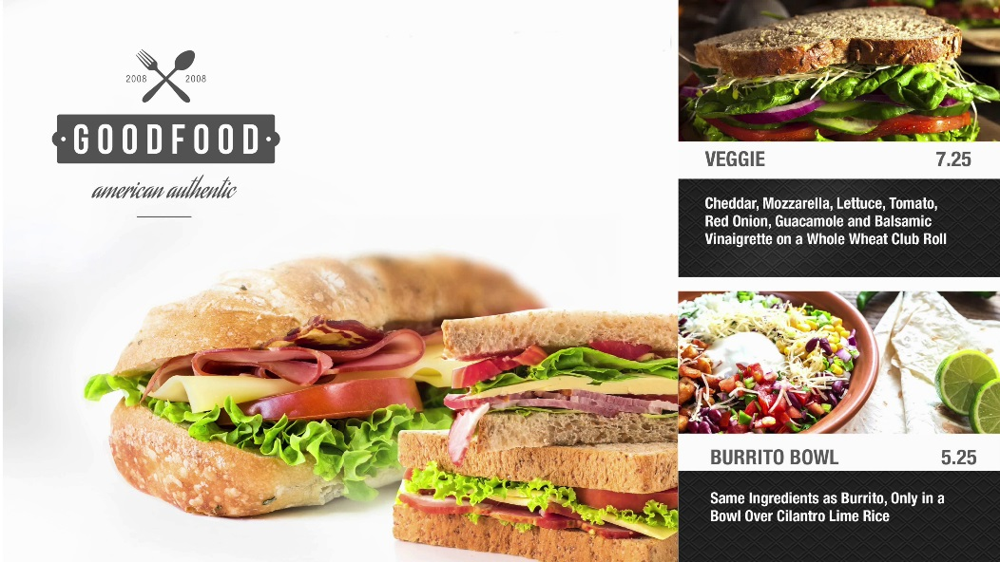 2008 2008
GOODFOOD
american authentic
VEGGIE 7.25
Cheddar, Mozzarella, Lettuce, Tomato,
Red Onion, Guacamole and Balsamic
Vinaigrette on a Whole Wheat Club Roll
BURRITO BOWL 5.25
Same Ingredients as Burrito, Only in a
Bowl Over Cilantro Lime Rice